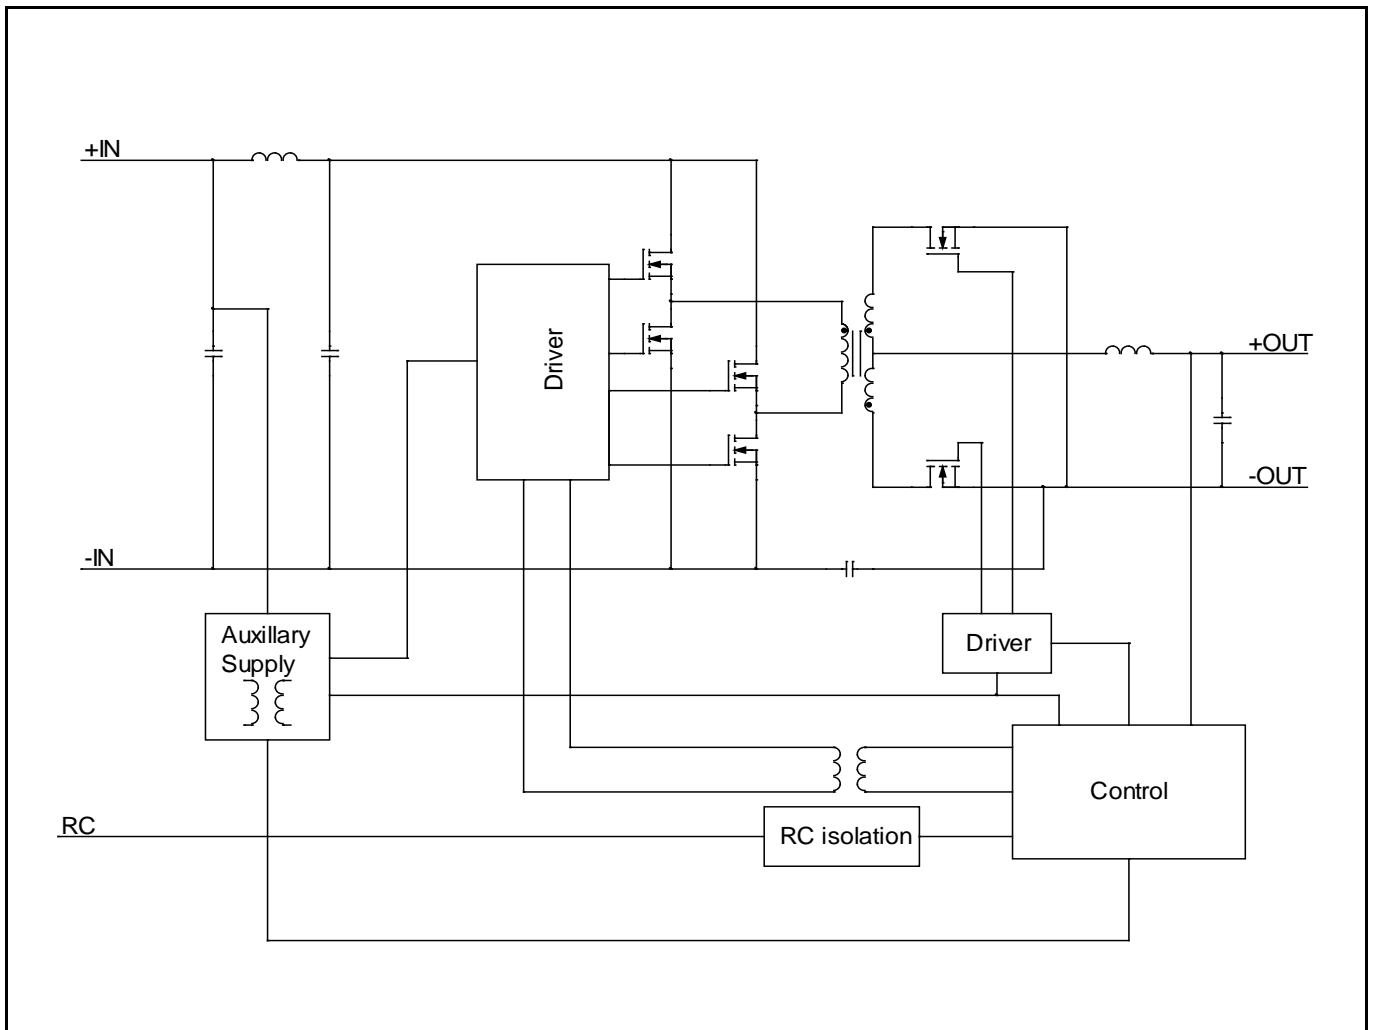 +IN
Driver
+OUT
-OUT
-IN
Auxillary
Supply
Driver
Control
RC
RC isolation